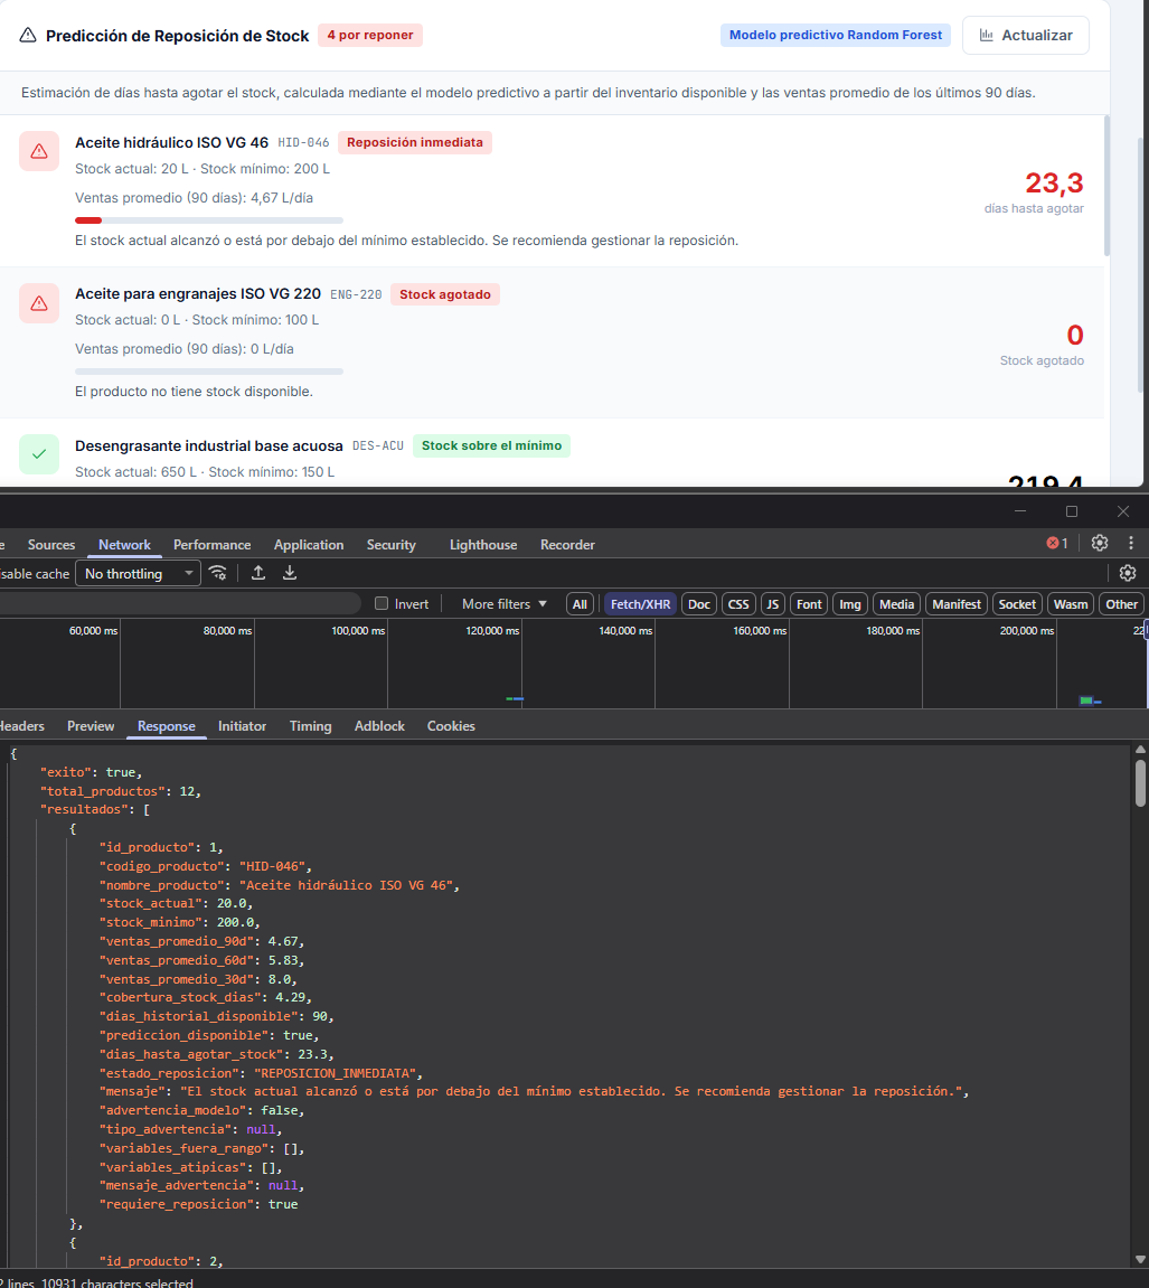 Predicción de Reposición de Stock 4 por reponer Modelo predictivo Random Forest Actualizar
Estimación de días hasta agotar el stock, calculada mediante el modelo predictivo a partir del inventario disponible y las ventas promedio de los últimos 90 días.
Aceite hidráulico ISO VG 46 HID-046 Reposición inmediata
Stock actual: 20 L · Stock mínimo: 200 L
Ventas promedio (90 días): 4,67 L/día
23,3
días hasta agotar
El stock actual alcanzó o está por debajo del mínimo establecido. Se recomienda gestionar la reposición.
Aceite para engranajes ISO VG 220 ENG-220 Stock agotado
Stock actual: 0 L · Stock mínimo: 100 L
Ventas promedio (90 días): 0 L/día
0
Stock agotado
El producto no tiene stock disponible.
Desengrasante industrial base acuosa DES-ACU Stock sobre el mínimo
Stock actual: 650 L · Stock mínimo: 150 L
219,4
e Sources Network Performance Application Security Lighthouse Recorder 1
isable cache No throttling
Invert More filters All Fetch/XHR Doc CSS JS Font Img Media Manifest Socket Wasm Other
60,000 ms 80,000 ms 100,000 ms 120,000 ms 140,000 ms 160,000 ms 180,000 ms 200,000 ms 22
Headers Preview Response Initiator Timing Adblock Cookies
{
"exito": true,
"total_productos": 12,
"resultados": [
{
"id_producto": 1,
"codigo_producto": "HID-046",
"nombre_producto": "Aceite hidráulico ISO VG 46",
"stock_actual": 20.0,
"stock_minimo": 200.0,
"ventas_promedio_90d": 4.67,
"ventas_promedio_60d": 5.83,
"ventas_promedio_30d": 8.0,
"cobertura_stock_dias": 4.29,
"dias_historial_disponible": 90,
"prediccion_disponible": true,
"dias_hasta_agotar_stock": 23.3,
"estado_reposicion": "REPOSICION_INMEDIATA",
"mensaje": "El stock actual alcanzó o está por debajo del mínimo establecido. Se recomienda gestionar la reposición.",
"advertencia_modelo": false,
"tipo_advertencia": null,
"variables_fuera_rango": [],
"variables_atipicas": [],
"mensaje_advertencia": null,
"requiere_reposicion": true
},
{
"id_producto": 2,
2 lines, 10931 characters selected